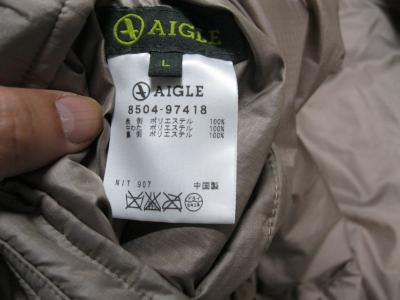 AIGLE
L
AIGLE
8504-97418
表側 ポリエステル 100%
中わた ポリエステル 100%
裏側 ポリエステル 100%
NIT 907 中国製